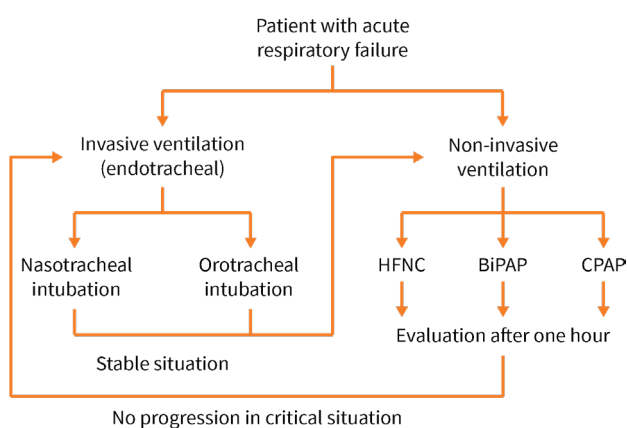 Patient with acute
respiratory failure
Invasive ventilation
(endotracheal)
Non-invasive
ventilation
Nasotracheal
intubation
Orotracheal
intubation
HFNC
BiPAP
CPAP
Evaluation after one hour
Stable situation
No progression in critical situation